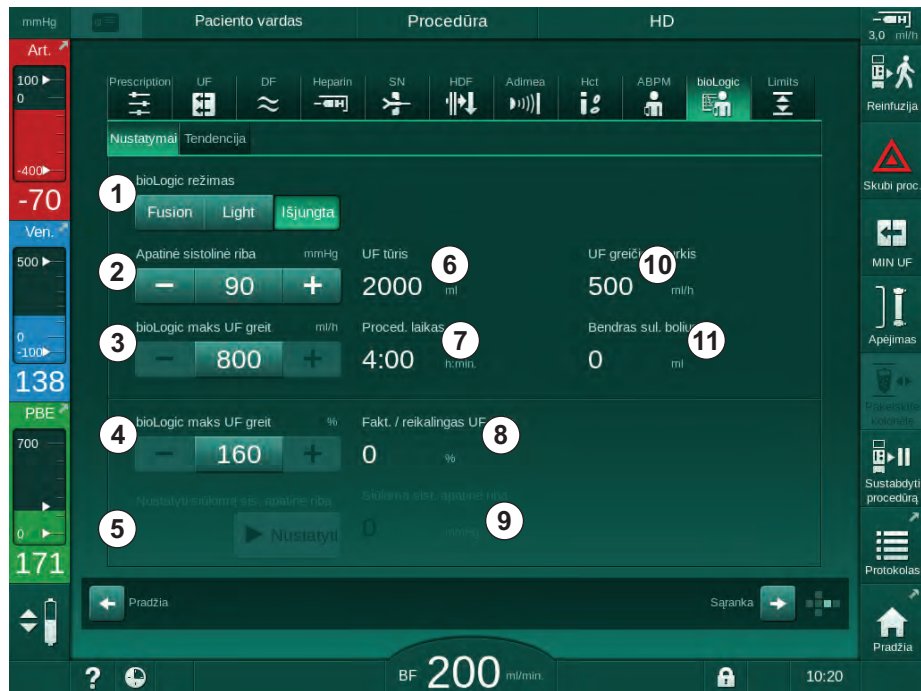 mmHg Paciento vardas Procedūra HD 3,0 ml/h
Art.
100
0
-400
-70
Ven.
500
0
-100
138
PBE
700
0
171
Prescription UF DF Heparin SN HDF Adimea Hct ABPM bioLogic Limits
Nustatymai Tendencija
bioLogic režimas
1
Fusion Light Išjungta
Apatinė sistolinė riba mmHg UF tūris
2 − 90 + 2000 ml 6 500 ml/h 10
bioLogic maks UF greit ml/h Proced. laikas Bendras sul.
3 − 800 + 4:00 h:min. 7 0 ml 11
bioLogic maks UF greit % Fakt. / reikalingas UF
4 − 160 + 0 % 8
Nustatyti siūlomą sis. apatinę ribą
5 Nustatyti 0 9
Pradžia Sąranka
Reinfuzija
Skubi proc.
MIN UF
Apėjimas
Sustabdyti
procedūrą
Protokolas
Pradžia
? BF 200 ml/min. 10:20